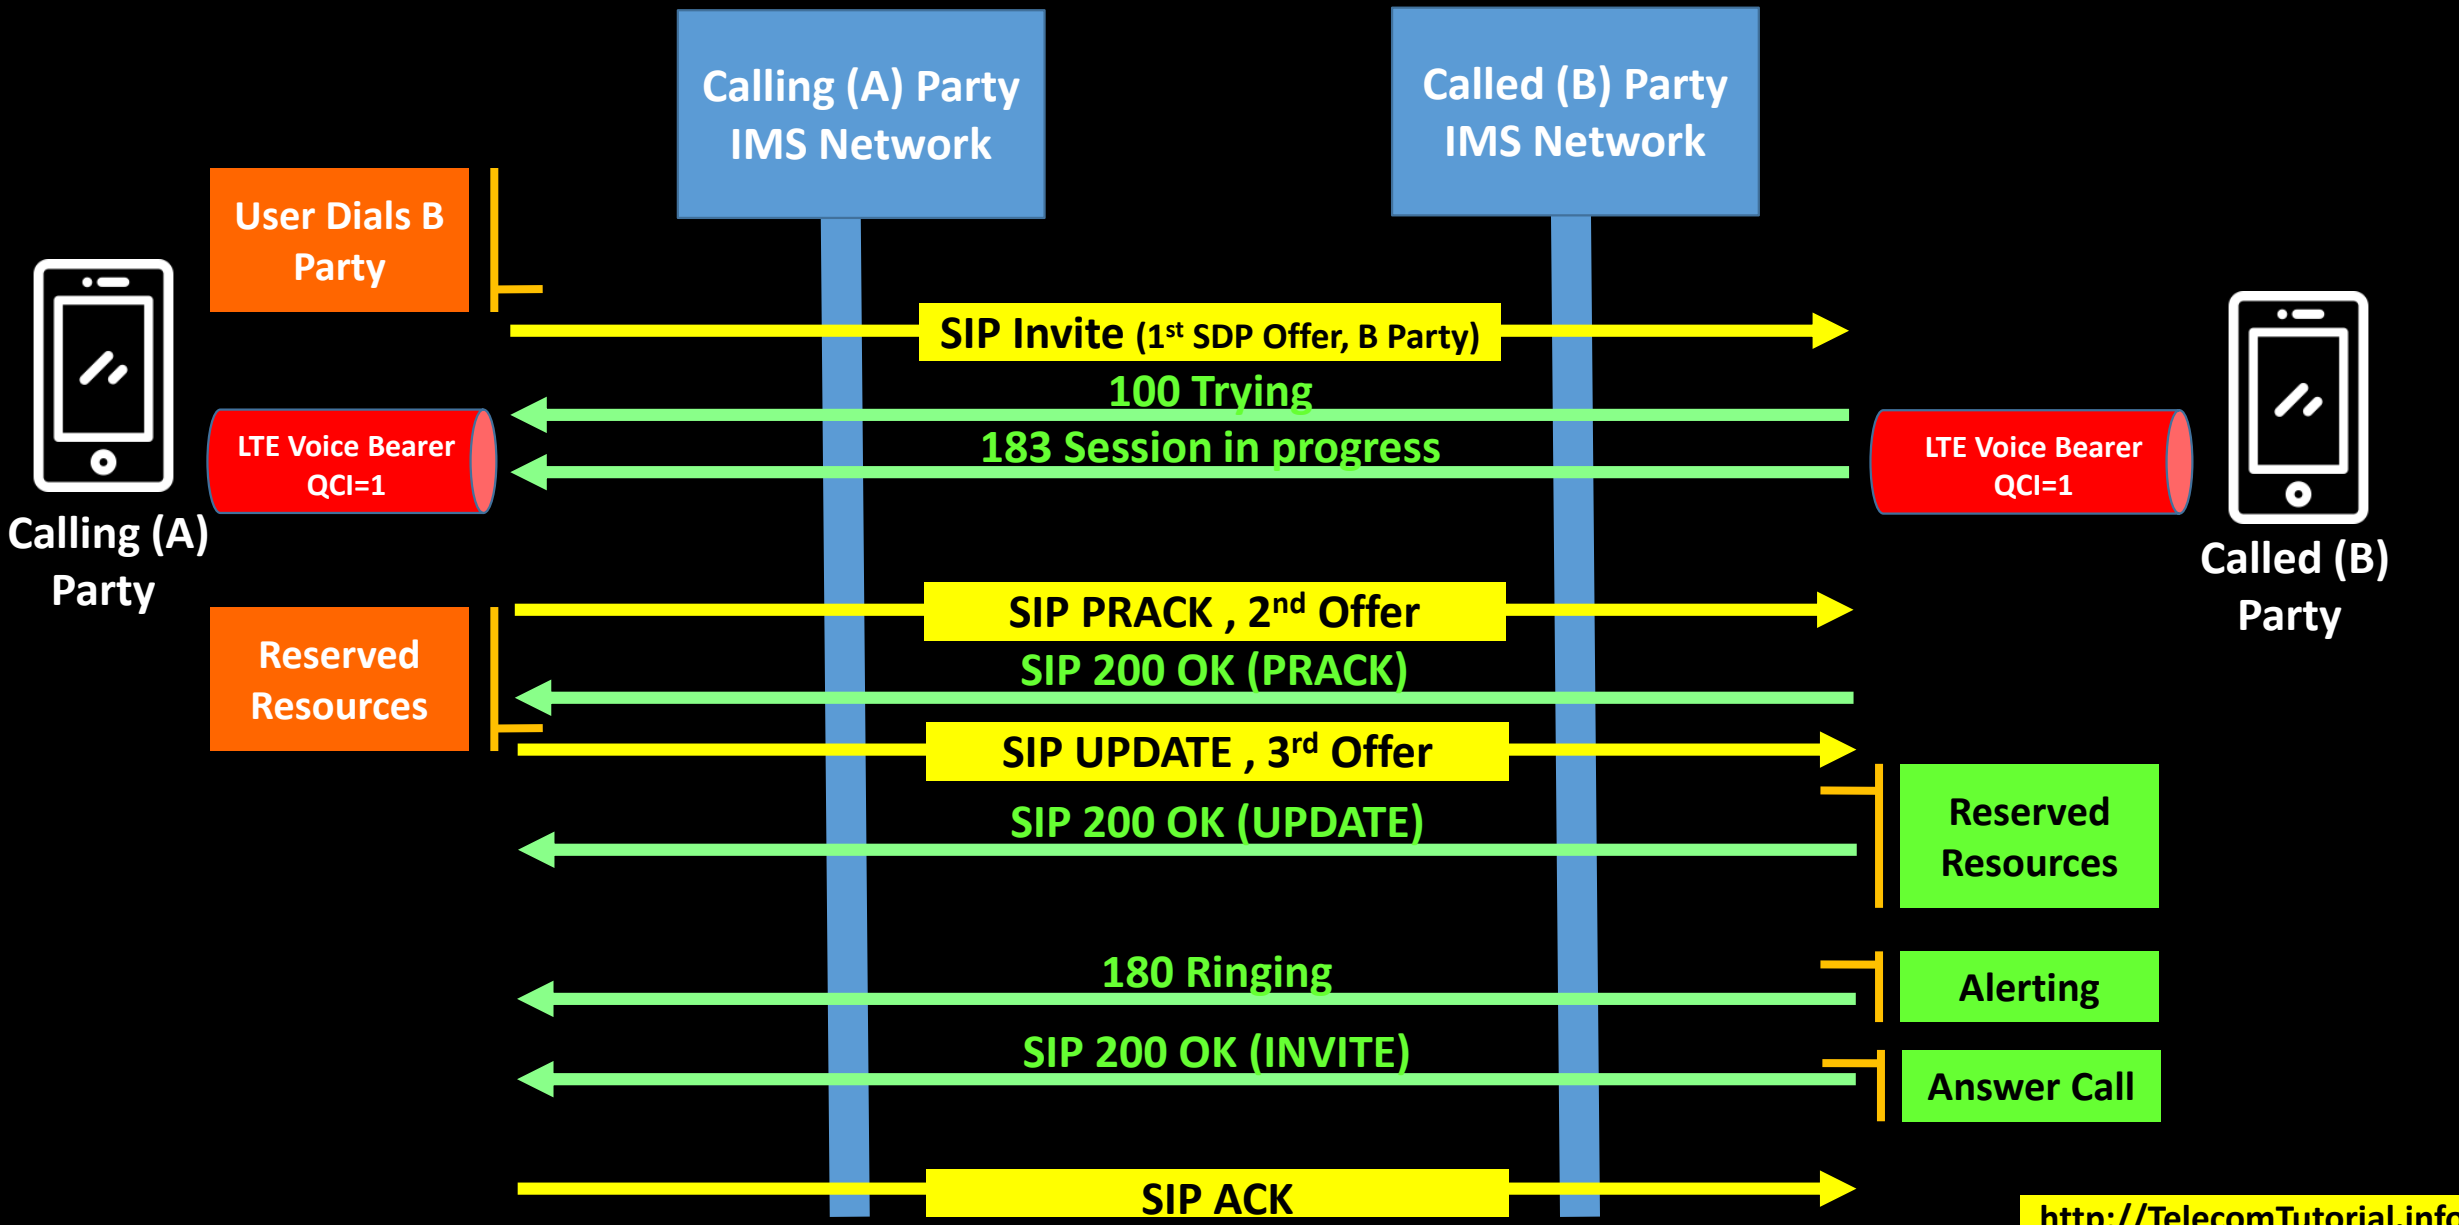 Calling (A) Party
IMS Network
Called (B) Party
IMS Network
User Dials B
Party
SIP Invite (1st SDP Offer, B Party)
100 Trying
183 Session in progress
LTE Voice Bearer
QCI=1
LTE Voice Bearer
QCI=1
Calling (A)
Party
Called (B)
Party
SIP PRACK , 2nd Offer
Reserved
Resources
SIP 200 OK (PRACK)
SIP UPDATE , 3rd Offer
SIP 200 OK (UPDATE)
Reserved
Resources
180 Ringing
Alerting
SIP 200 OK (INVITE)
Answer Call
SIP ACK
http://TelecomTutorial.info